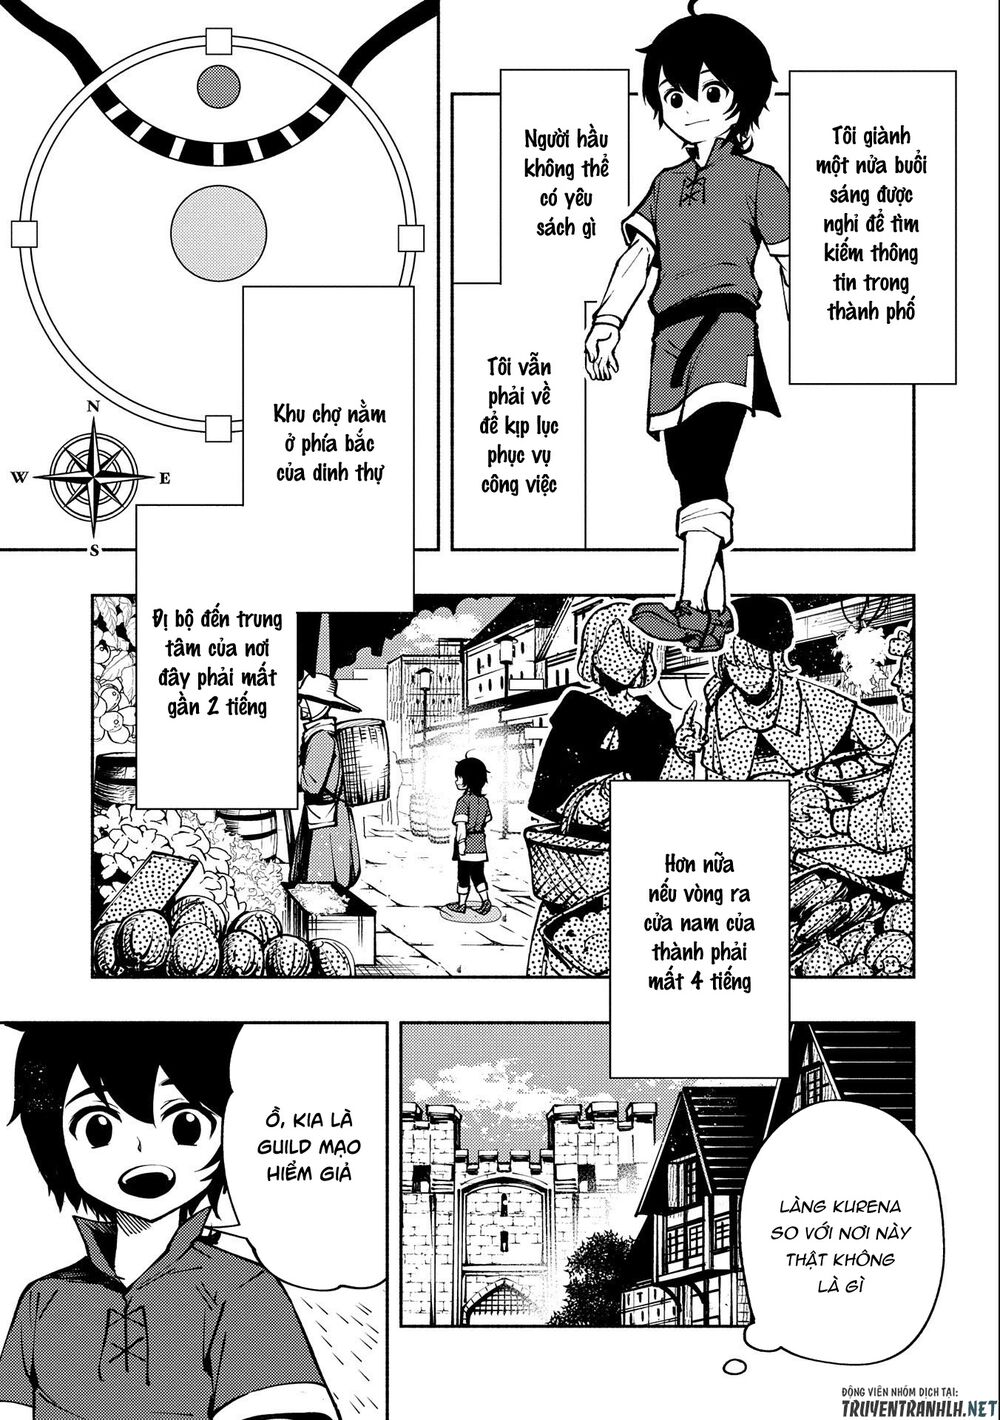 Tôi giành
một nửa buổi
sáng được
nghỉ để tìm
kiếm thông
tin trong
thành phố
Người hầu
không thể
có yêu
sách gì
Tôi vẫn
phải về
để kịp lục
phục vụ
công việc
N
W
E
S
Khu chợ nằm
ở phía bắc
của dinh thự
Đị bộ đến trung
tâm của nơi
đây phải mất
gần 2 tiếng
Hơn nữa
nếu vòng ra
cửa nam của
thành phải
mất 4 tiếng
Ồ, KIA LÀ
GUILD MẠO
HIỂM GIẢ
LÀNG KURENA
SO VỚI NƠI NÀY
THẬT KHÔNG
LÀ GÌ
ĐỘNG VIÊN NHÓM DỊCH TẠI:
TRUYENTRANHLH.NET